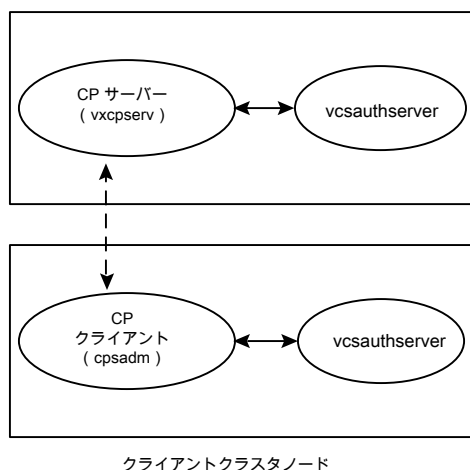 CP サーバー
（ vxcpserv ）
vcsauthserver
CP
クライアント
（ cpsadm ）
vcsauthserver
クライアントクラスタノード